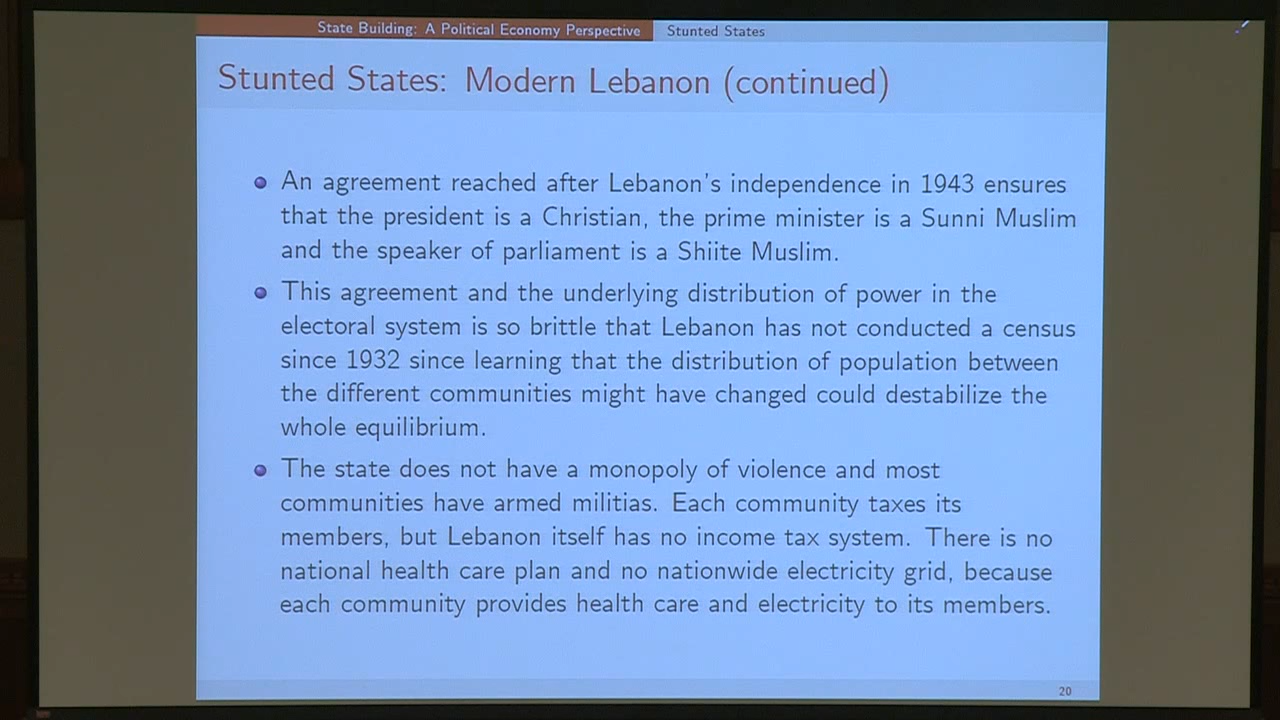 State Building: A Political Economy Perspective Stunted States
Stunted States: Modern Lebanon (continued)
An agreement reached after Lebanon's independence in 1943 ensures
that the president is a Christian, the prime minister is a Sunni Muslim
and the speaker of parliament is a Shiite Muslim.
This agreement and the underlying distribution of power in the
electoral system is so brittle that Lebanon has not conducted a census
since 1932 since learning that the distribution of population between
the different communities might have changed could destabilize the
whole equilibrium.
The state does not have a monopoly of violence and most
communities have armed militias. Each community taxes its
members, but Lebanon itself has no income tax system. There is no
national health care plan and no nationwide electricity grid, because
each community provides health care and electricity to its members.
20